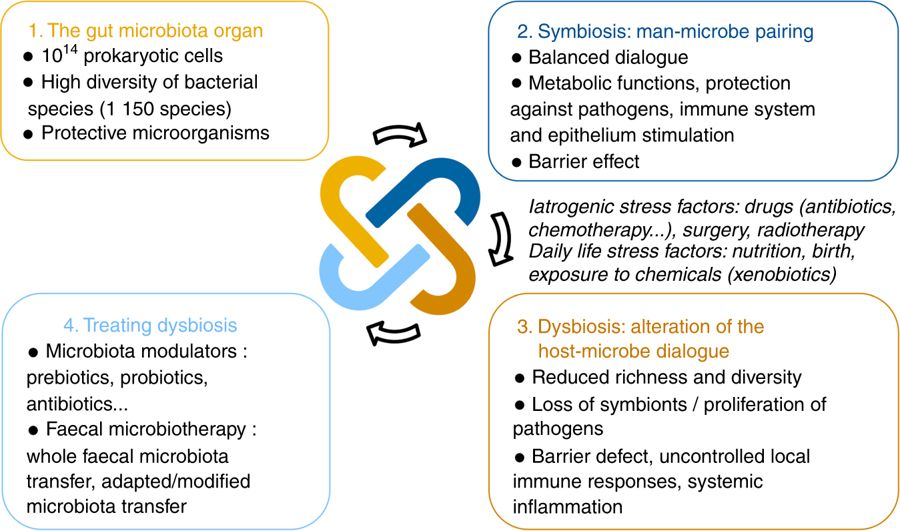 1. The gut microbiota organ
● 10¹⁴ prokaryotic cells
● High diversity of bacterial
species (1 150 species)
● Protective microorganisms
2. Symbiosis: man-microbe pairing
● Balanced dialogue
● Metabolic functions, protection
against pathogens, immune system
and epithelium stimulation
● Barrier effect
Iatrogenic stress factors: drugs (antibiotics,
chemotherapy...), surgery, radiotherapy
Daily life stress factors: nutrition, birth,
exposure to chemicals (xenobiotics)
3. Dysbiosis: alteration of the
host-microbe dialogue
● Reduced richness and diversity
● Loss of symbionts / proliferation of
pathogens
● Barrier defect, uncontrolled local
immune responses, systemic
inflammation
4. Treating dysbiosis
● Microbiota modulators :
prebiotics, probiotics,
antibiotics...
● Faecal microbiotherapy :
whole faecal microbiota
transfer, adapted/modified
microbiota transfer